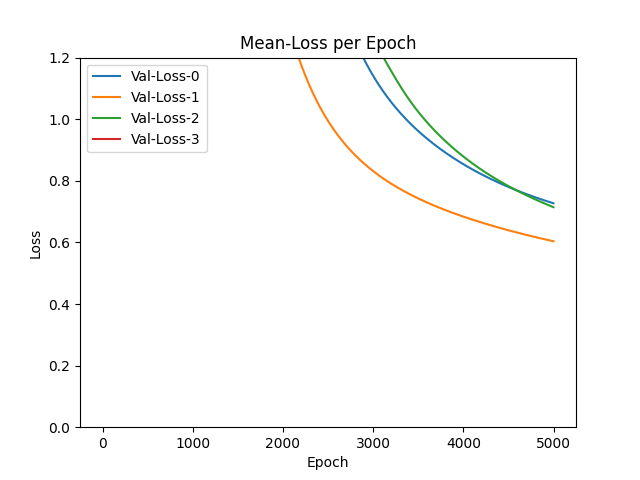 Mean-Loss per Epoch
1.2
1.0
0.8
0.6
0.4
0.2
0.0
Loss
Val-Loss-0
Val-Loss-1
Val-Loss-2
Val-Loss-3
0 1000 2000 3000 4000 5000
Epoch